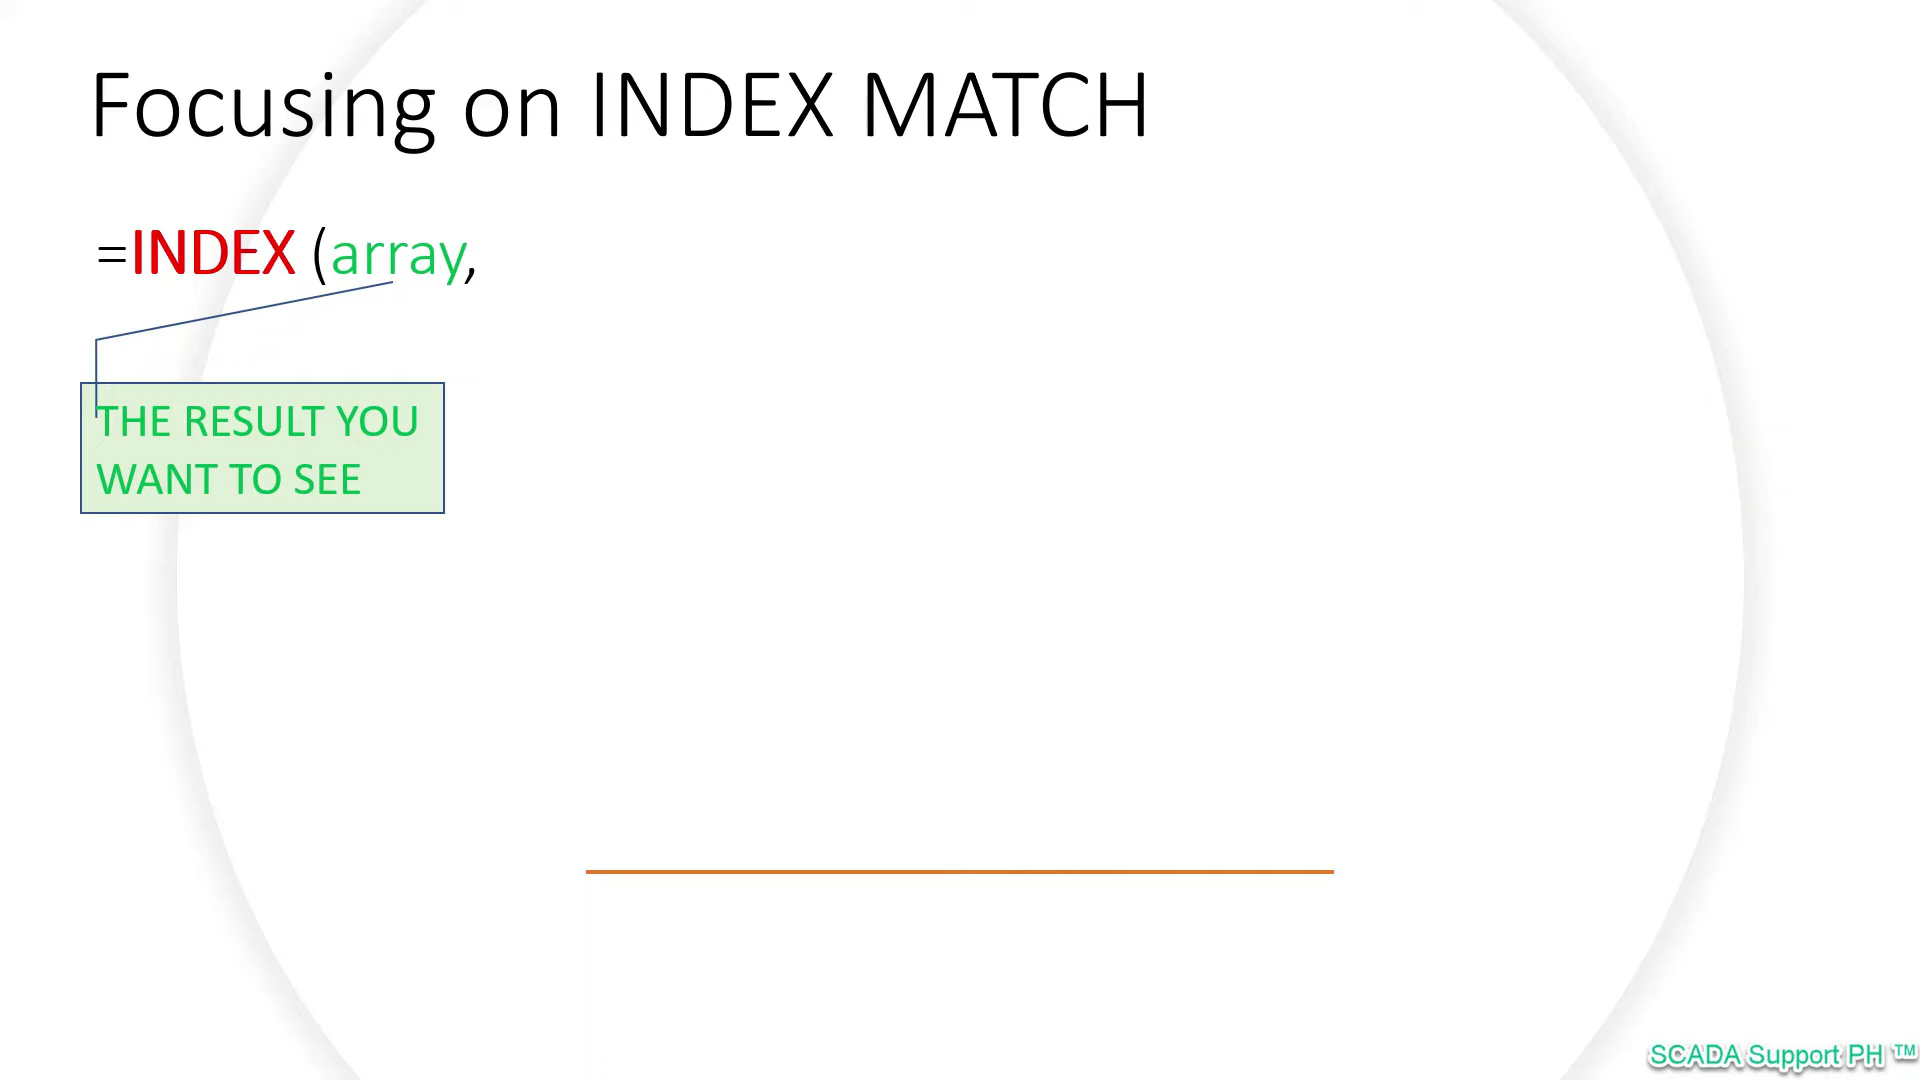 Focusing on INDEX MATCH
=INDEX (array,
THE RESULT YOU
WANT TO SEE
SCADA Support PH ™